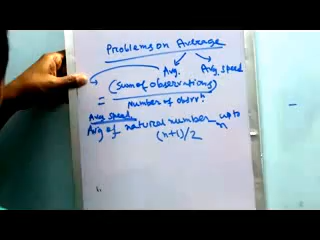 Problems on Average
Avg. Avg. Speed
(Sum of observations)
= Number of obsrⁿ
Avg Speed
Avg of natural number upto n
(n+1)/2